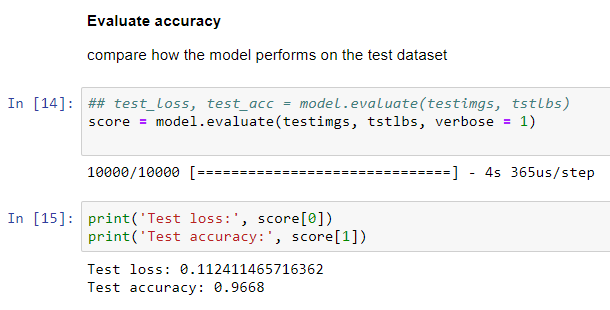 Evaluate accuracy
compare how the model performs on the test dataset
In [14]: ## test_loss, test_acc = model.evaluate(testimgs, tstlbs)
score = model.evaluate(testimgs, tstlbs, verbose = 1)
10000/10000 [==============================] - 4s 365us/step
In [15]: print('Test loss:', score[0])
print('Test accuracy:', score[1])
Test loss: 0.112411465716362
Test accuracy: 0.9668